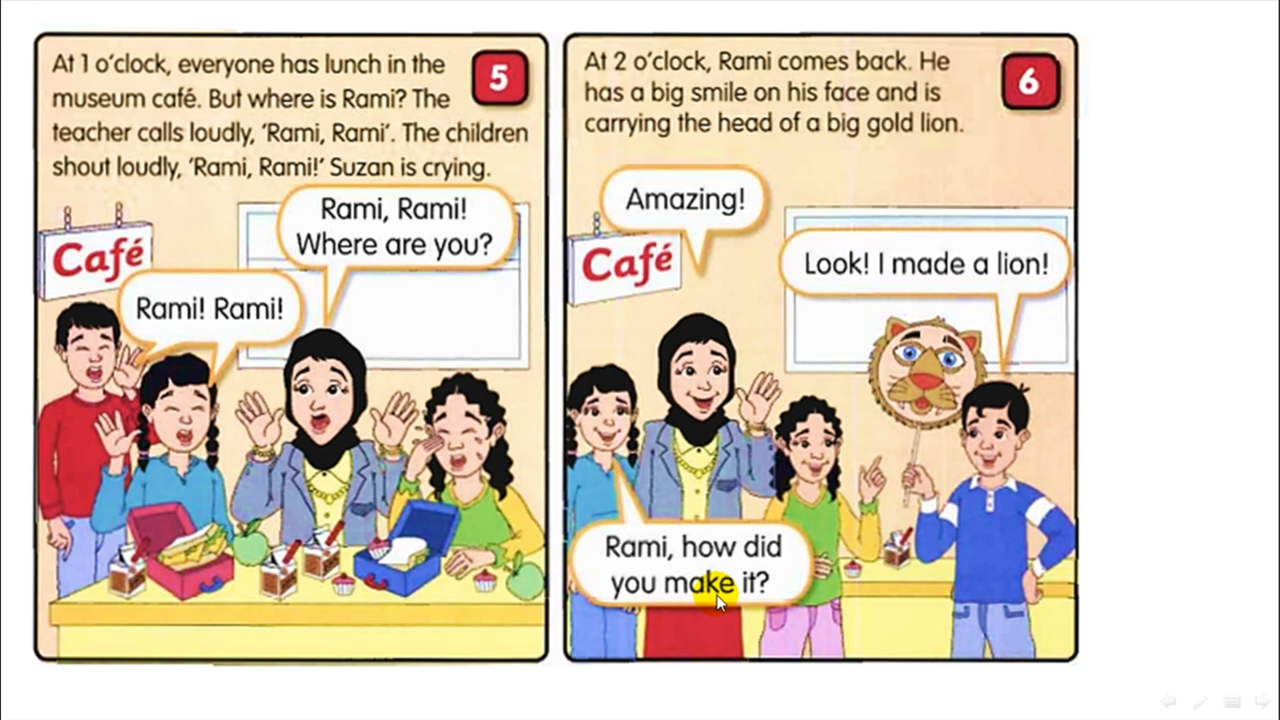 At 1 o’clock, everyone has lunch in the
museum café. But where is Rami? The
teacher calls loudly, ‘Rami, Rami’. The children
shout loudly, ‘Rami, Rami!’ Suzan is crying.
5
Rami, Rami!
Where are you?
Café
Rami! Rami!
At 2 o’clock, Rami comes back. He
has a big smile on his face and is
carrying the head of a big gold lion.
6
Amazing!
Café
Look! I made a lion!
Rami, how did
you make it?